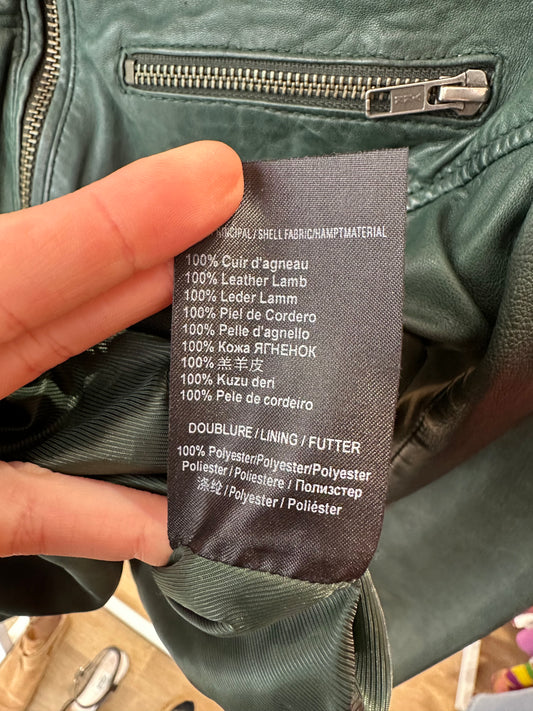 / SHELL FABRIC/HAMPTMATERIAL
100% Cuir d'agneau
100% Leather Lamb
100% Leder Lamm
100% Piel de Cordero
100% Pelle d'agnello
100% Кожа ЯГНЕНОК
100% 羔羊皮
100% Kuzu deri
100% Pele de cordeiro
DOUBLURE / LINING / FUTTER
100% Polyester/Polyester/Polyester
Poliéster / Poliestere / Полиэстер
涤纶 / Polyester / Poliéster